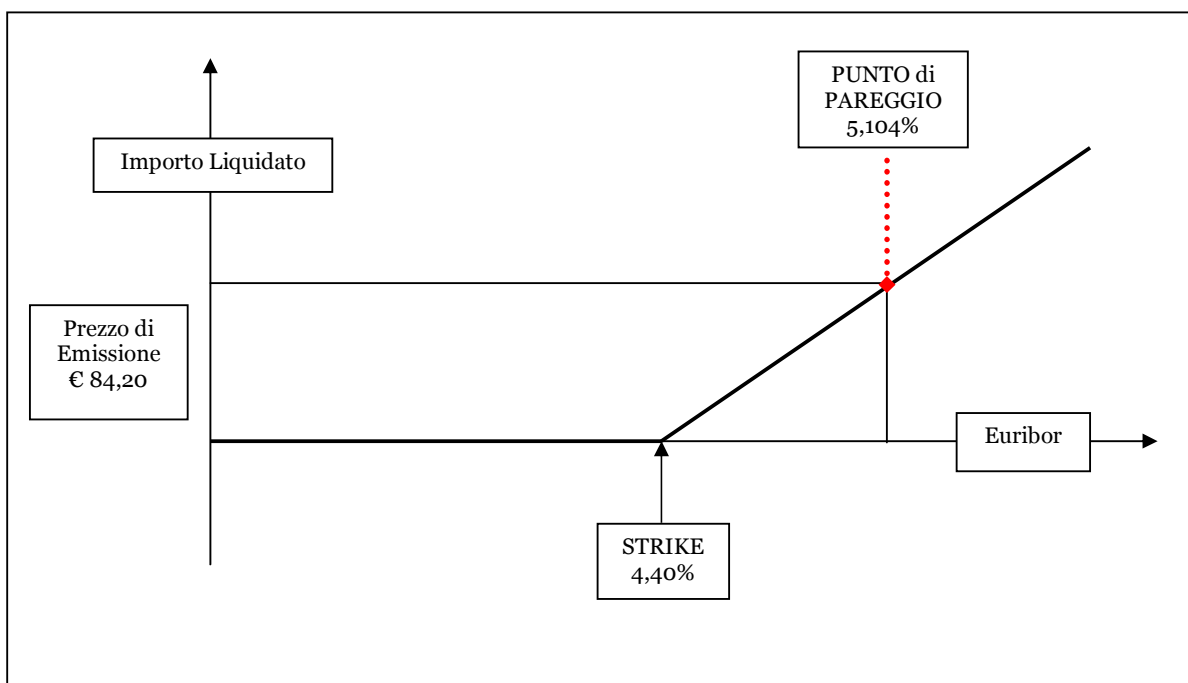 PUNTO di
PAREGGIO
5,104%
Importo Liquidato
Prezzo di
Emissione
€ 84,20
Euribor
STRIKE
4,40%